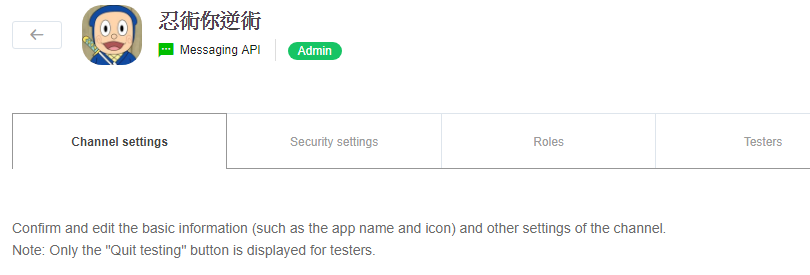 忍術你逆術
Messaging API
Admin
Channel settings
Security settings
Roles
Testers
Confirm and edit the basic information (such as the app name and icon) and other settings of the channel.
Note: Only the "Quit testing" button is displayed for testers.